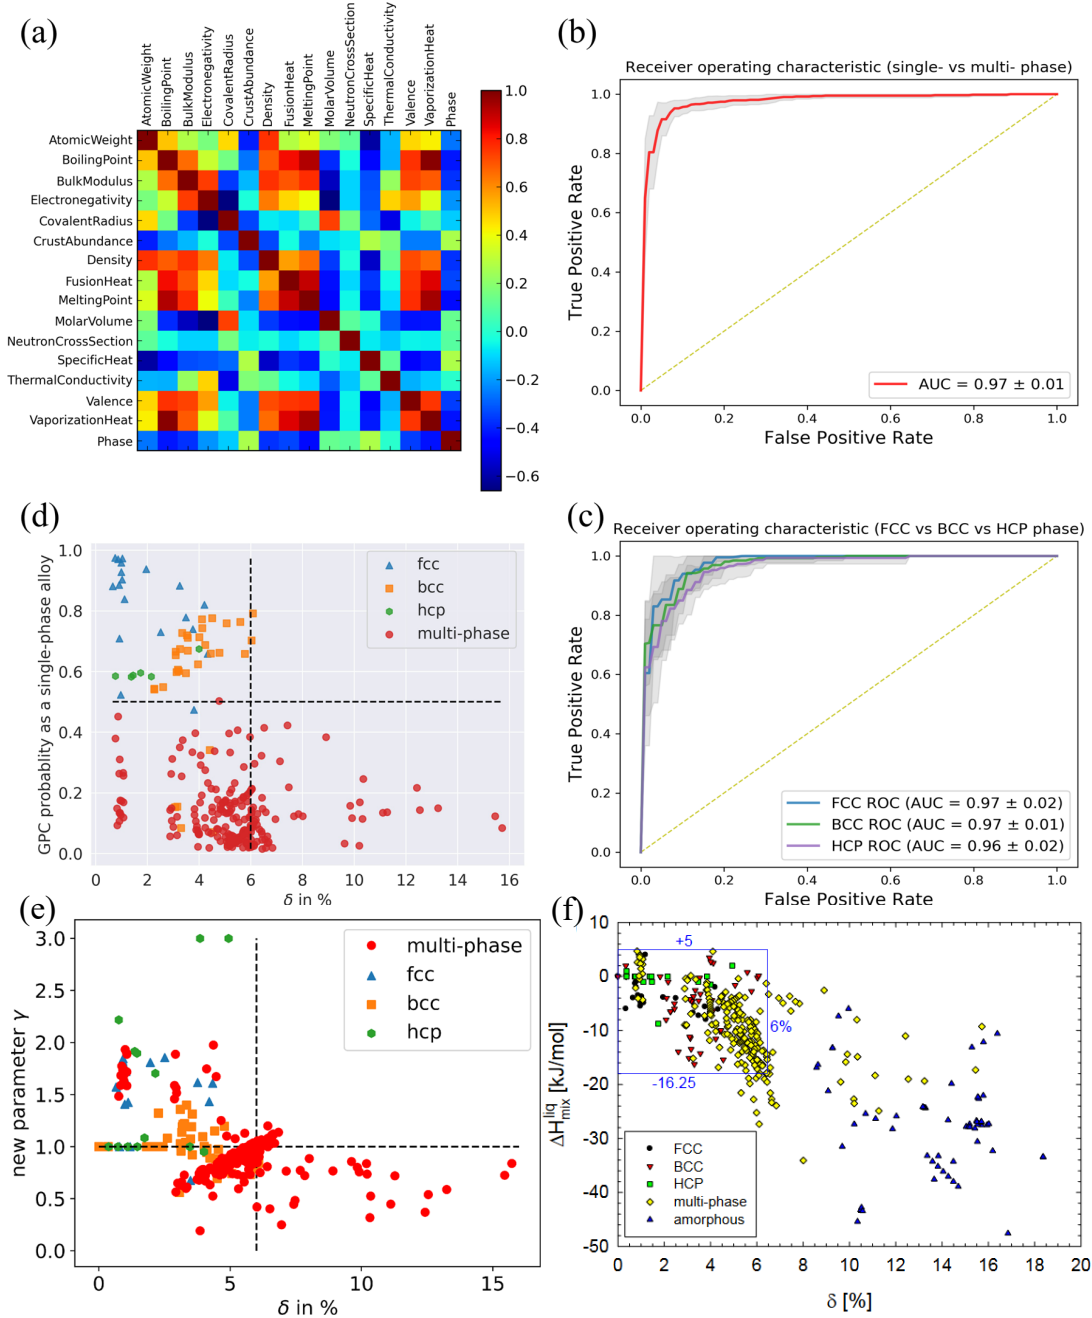 (a)
AtomicWeight
BoilingPoint
BulkModulus
Electronegativity
CovalentRadius
CrustAbundance
Density
FusionHeat
MeltingPoint
MolarVolume
NeutronCrossSection
SpecificHeat
ThermalConductivity
Valence
VaporizationHeat
Phase
AtomicWeight
BoilingPoint
BulkModulus
Electronegativity
CovalentRadius
CrustAbundance
Density
FusionHeat
MeltingPoint
MolarVolume
NeutronCrossSection
SpecificHeat
ThermalConductivity
Valence
VaporizationHeat
Phase
1.0
0.8
0.6
0.4
0.2
0.0
−0.2
−0.4
−0.6
(b)
Receiver operating characteristic (single- vs multi- phase)
True Positive Rate
1.0
0.8
0.6
0.4
0.2
0.0
AUC = 0.97 ± 0.01
0.0 0.2 0.4 0.6 0.8 1.0
False Positive Rate
(d)
GPC probablity as a single-phase alloy
1.0
0.8
0.6
0.4
0.2
0.0
fcc
bcc
hcp
multi-phase
0 2 4 6 8 10 12 14 16
δ in %
(c)
Receiver operating characteristic (FCC vs BCC vs HCP phase)
True Positive Rate
1.0
0.8
0.6
0.4
0.2
0.0
FCC ROC (AUC = 0.97 ± 0.02)
BCC ROC (AUC = 0.97 ± 0.01)
HCP ROC (AUC = 0.96 ± 0.02)
0.0 0.2 0.4 0.6 0.8 1.0
False Positive Rate
(e)
new parameter γ
3.0
2.5
2.0
1.5
1.0
0.5
0.0
multi-phase
fcc
bcc
hcp
0 5 10 15
δ in %
(f)
ΔH liq mix [kJ/mol]
10
0
-10
-20
-30
-40
-50
+5
6%
-16.25
FCC
BCC
HCP
multi-phase
amorphous
0 2 4 6 8 10 12 14 16 18 20
δ [%]